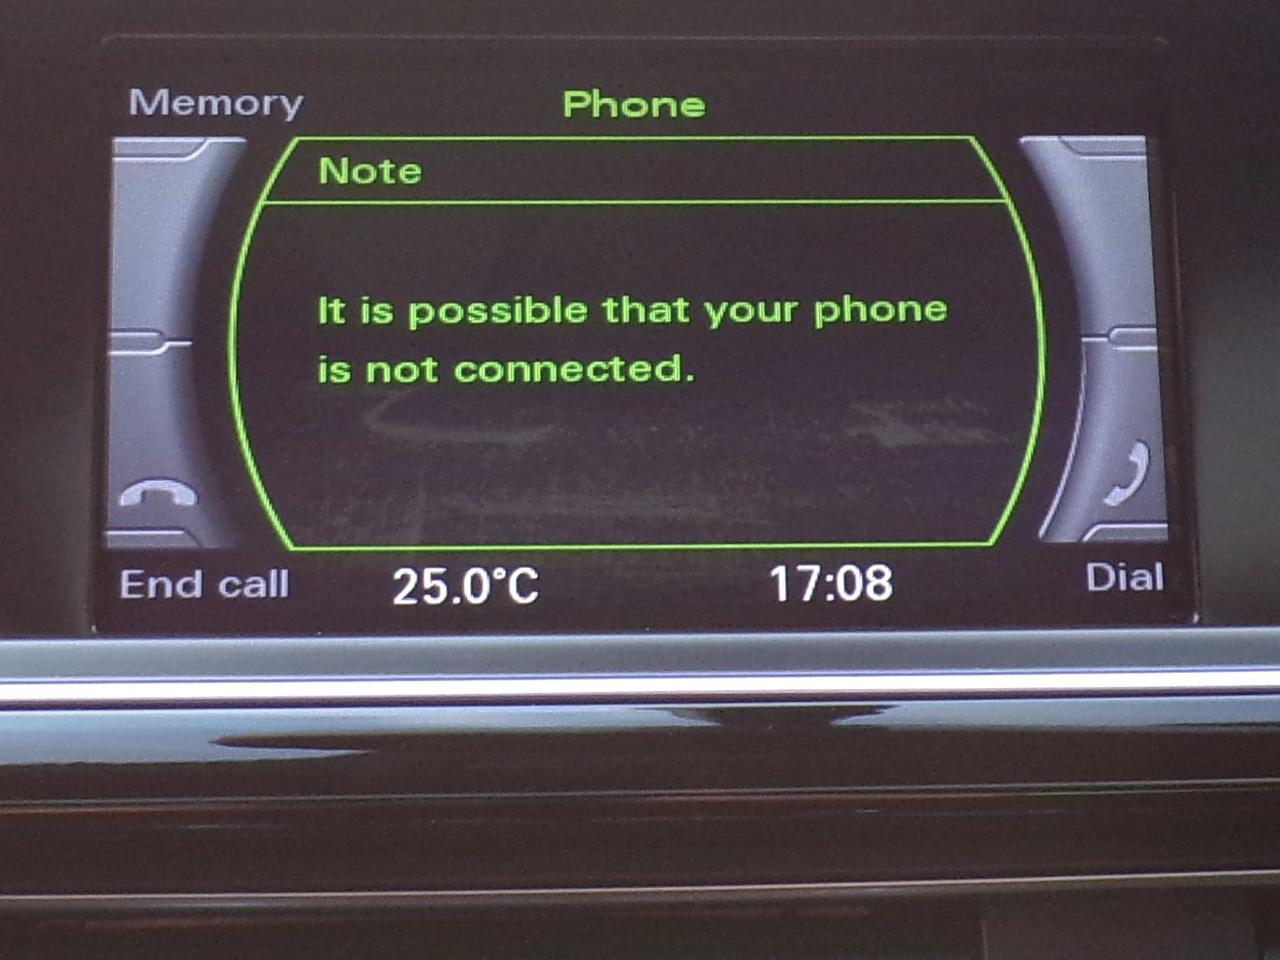 Memory
Phone
Note
It is possible that your phone
is not connected.
End call
25.0°C
17:08
Dial